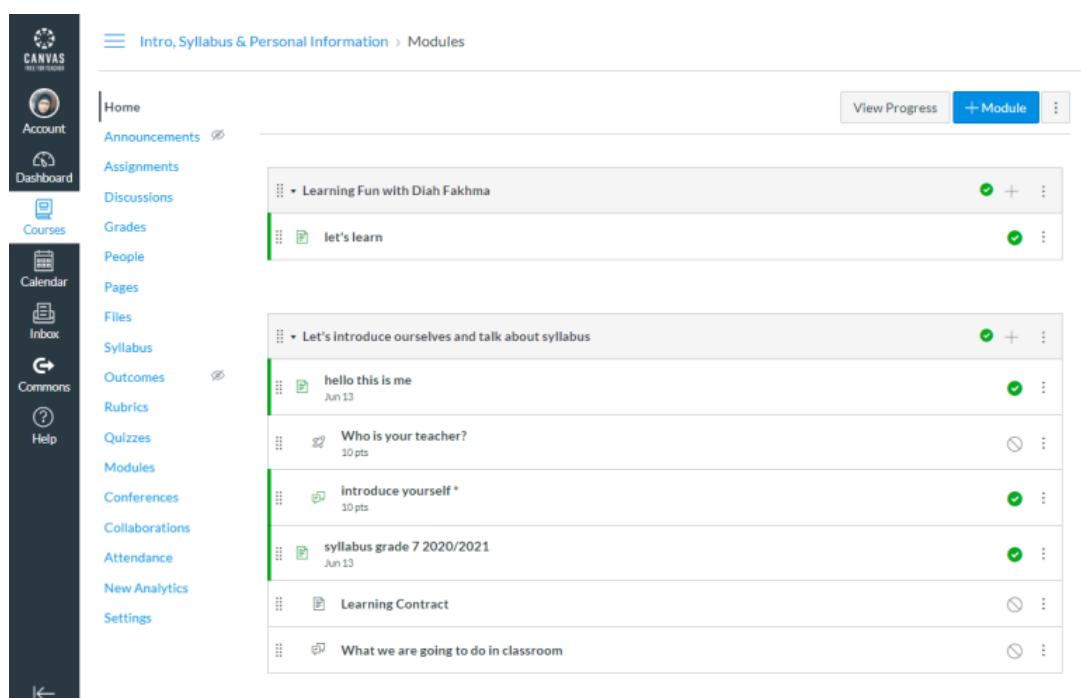 CANVAS
FREE FOR TEACHER
Account
Dashboard
Courses
Calendar
Inbox
Commons
Help
Intro, Syllabus & Personal Information › Modules
Home
Announcements
Assignments
Discussions
Grades
People
Pages
Files
Syllabus
Outcomes
Rubrics
Quizzes
Modules
Conferences
Collaborations
Attendance
New Analytics
Settings
View Progress
+ Module
Learning Fun with Diah Fakhma
let's learn
Let's introduce ourselves and talk about syllabus
hello this is me
Jun 13
Who is your teacher?
10 pts
introduce yourself *
10 pts
syllabus grade 7 2020/2021
Jun 13
Learning Contract
What we are going to do in classroom